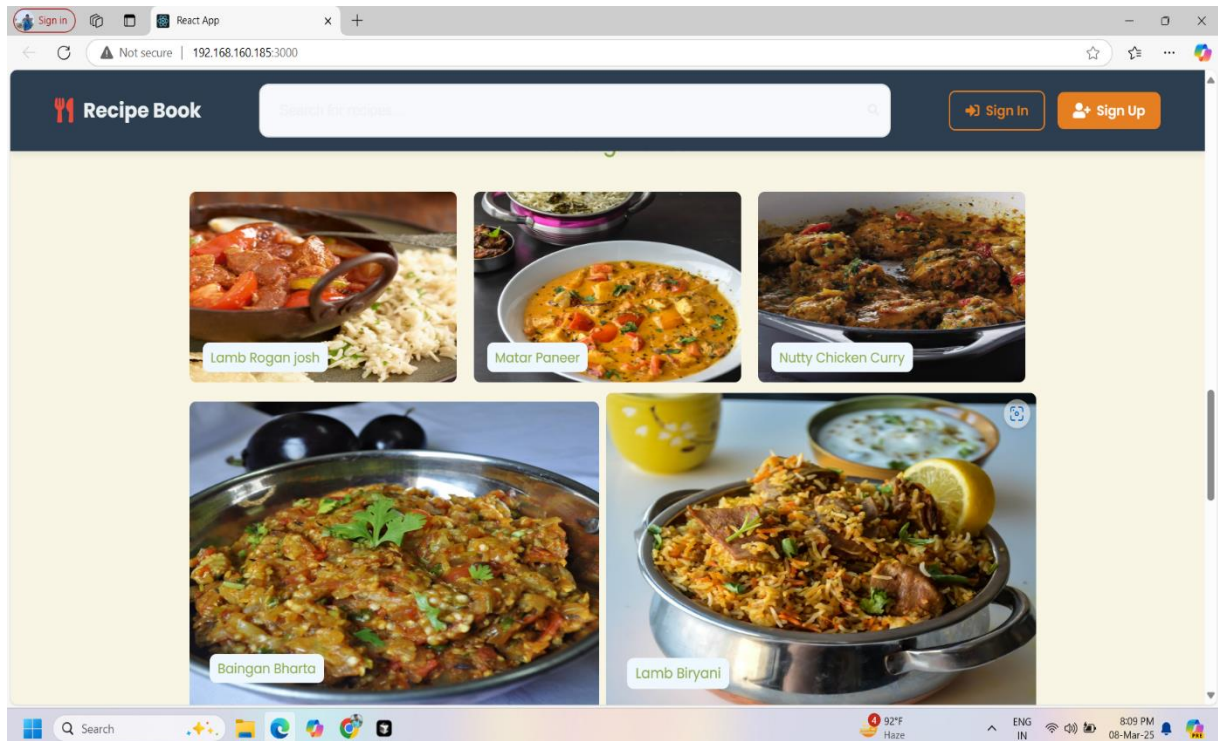 Sign in
React App
Not secure | 192.168.160.185:3000
Recipe Book
Search for recipes...
Sign In
Sign Up
Lamb Rogan josh
Matar Paneer
Nutty Chicken Curry
Baingan Bharta
Lamb Biryani
Search
4
92°F
Haze
ENG
IN
8:09 PM
08-Mar-25
PRE